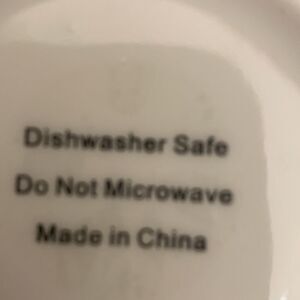 Dishwasher Safe
Do Not Microwave
Made in China